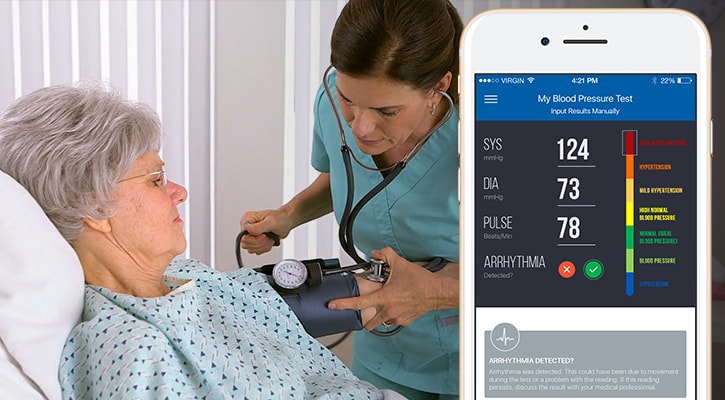 VIRGIN 4:21 PM 22%
My Blood Pressure Test
Input Results Manually
SYS 124
mmHg
DIA 73
mmHg
PULSE 78
Beats/Min
ARRHYTHMIA
Detected?
HYPERTENSION
MILD HYPERTENSION
HIGH NORMAL
BLOOD PRESSURE
NORMAL (IDEAL
BLOOD PRESSURE)
BLOOD PRESSURE
HYPOTENSION
ARRHYTHMIA DETECTED?
Arrhythmia was detected. This could have been due to movement
during the test or a problem with the reading. If this reading
persists, discuss the result with your medical professional.